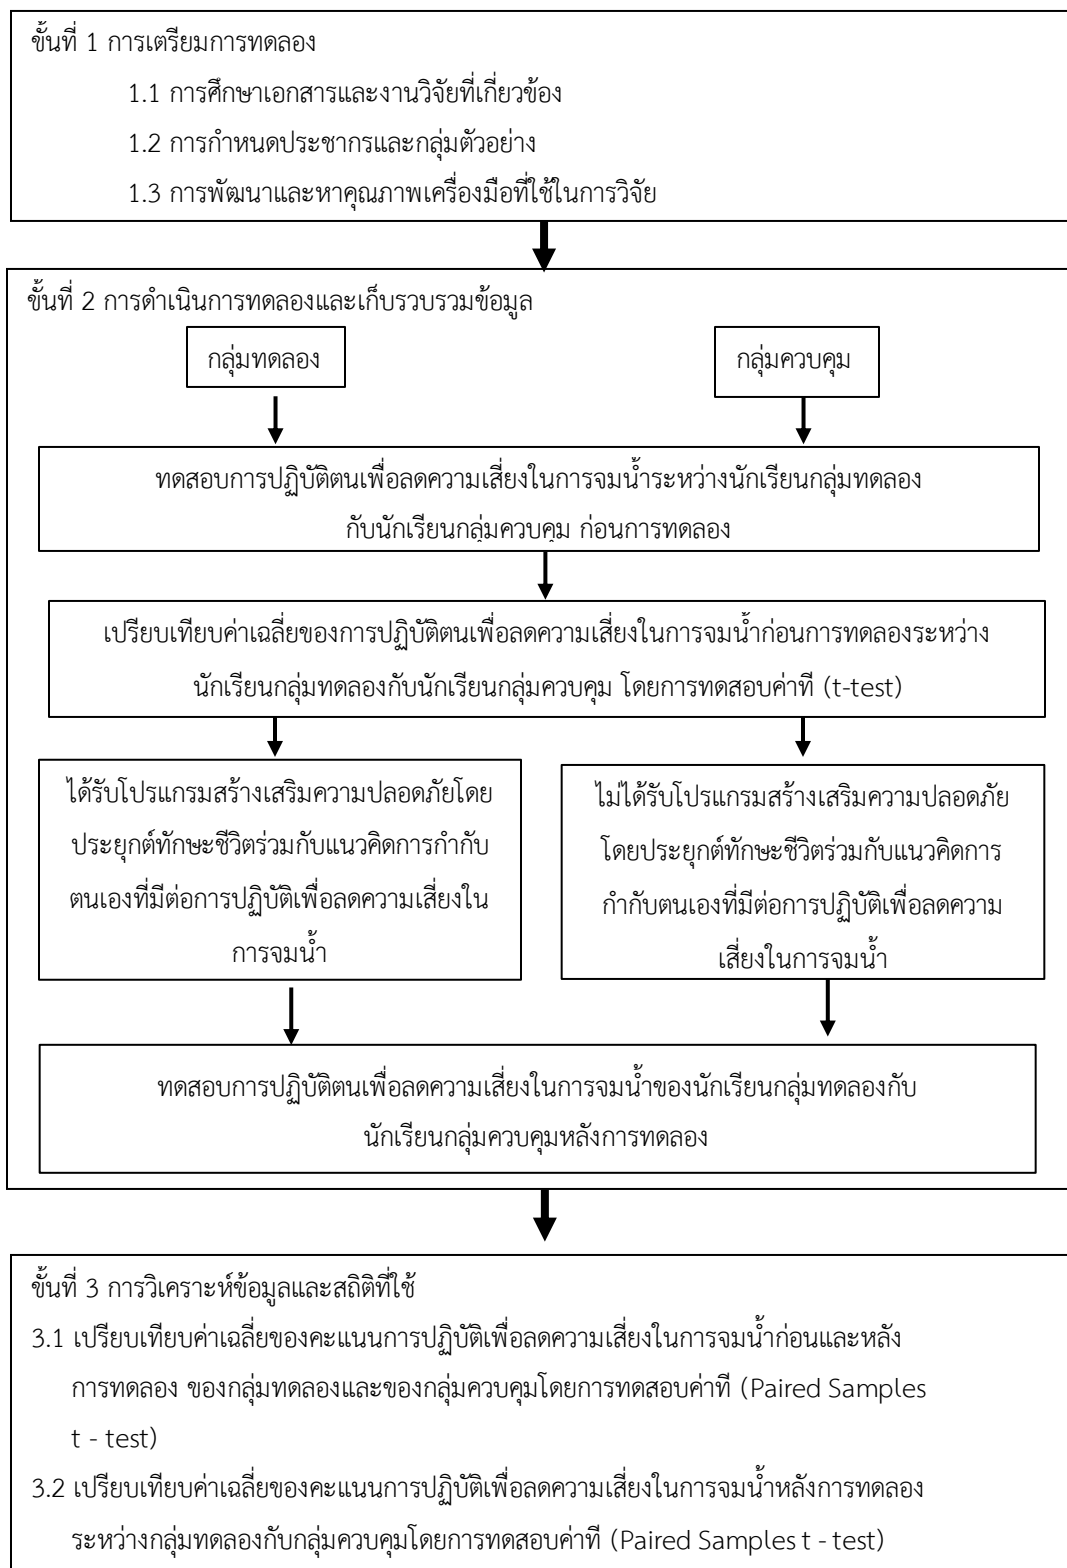 ขั้นที่ 1 การเตรียมการทดลอง
1.1 การศึกษาเอกสารและงานวิจัยที่เกี่ยวข้อง
1.2 การกำหนดประชากรและกลุ่มตัวอย่าง
1.3 การพัฒนาและหาคุณภาพเครื่องมือที่ใช้ในการวิจัย
ขั้นที่ 2 การดำเนินการทดลองและเก็บรวบรวมข้อมูล
กลุ่มทดลอง
กลุ่มควบคุม
ทดสอบการปฏิบัติตนเพื่อลดความเสี่ยงในการจมน้ำระหว่างนักเรียนกลุ่มทดลอง
กับนักเรียนกลุ่มควบคุม ก่อนการทดลอง
เปรียบเทียบค่าเฉลี่ยของการปฏิบัติตนเพื่อลดความเสี่ยงในการจมน้ำก่อนการทดลองระหว่าง
นักเรียนกลุ่มทดลองกับนักเรียนกลุ่มควบคุม โดยการทดสอบค่าที (t-test)
ได้รับโปรแกรมสร้างเสริมความปลอดภัยโดย
ประยุกต์ทักษะชีวิตร่วมกับแนวคิดการกำกับ
ตนเองที่มีต่อการปฏิบัติเพื่อลดความเสี่ยงใน
การจมน้ำ
ไม่ได้รับโปรแกรมสร้างเสริมความปลอดภัย
โดยประยุกต์ทักษะชีวิตร่วมกับแนวคิดการ
กำกับตนเองที่มีต่อการปฏิบัติเพื่อลดความ
เสี่ยงในการจมน้ำ
ทดสอบการปฏิบัติตนเพื่อลดความเสี่ยงในการจมน้ำของนักเรียนกลุ่มทดลองกับ
นักเรียนกลุ่มควบคุมหลังการทดลอง
ขั้นที่ 3 การวิเคราะห์ข้อมูลและสถิติที่ใช้
3.1 เปรียบเทียบค่าเฉลี่ยของคะแนนการปฏิบัติเพื่อลดความเสี่ยงในการจมน้ำก่อนและหลัง
การทดลอง ของกลุ่มทดลองและของกลุ่มควบคุมโดยการทดสอบค่าที (Paired Samples
t - test)
3.2 เปรียบเทียบค่าเฉลี่ยของคะแนนการปฏิบัติเพื่อลดความเสี่ยงในการจมน้ำหลังการทดลอง
ระหว่างกลุ่มทดลองกับกลุ่มควบคุมโดยการทดสอบค่าที (Paired Samples t - test)